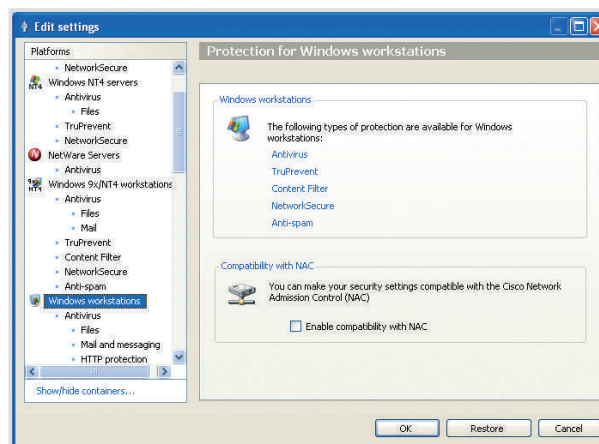 Edit settings
Platforms
NetworkSecure
NT4
Windows NT4 servers
Antivirus
Files
TruPrevent
NetworkSecure
NetWare Servers
Antivirus
9x
NT4
Windows 9x/NT4 workstations
Antivirus
Files
Mail
TruPrevent
Content Filter
NetworkSecure
Anti-spam
Windows workstations
Antivirus
Files
Mail and messaging
HTTP protection
Show/hide containers...
Protection for Windows workstations
Windows workstations
The following types of protection are available for Windows
workstations:
Antivirus
TruPrevent
Content Filter
NetworkSecure
Anti-spam
Compatibility with NAC
You can make your security settings compatible with the Cisco Network
Admission Control (NAC)
Enable compatibility with NAC
OK
Restore
Cancel